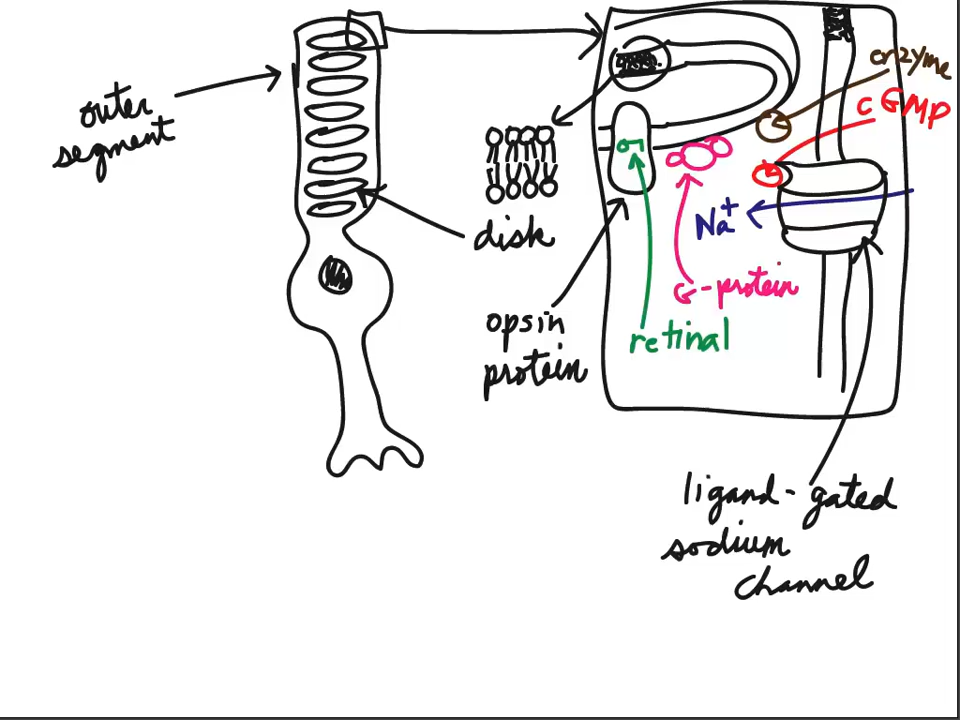 outer
segment
disk
opsin
protein
retinal
G-protein
Na+
enzyme
cGMP
ligand-gated
sodium
channel